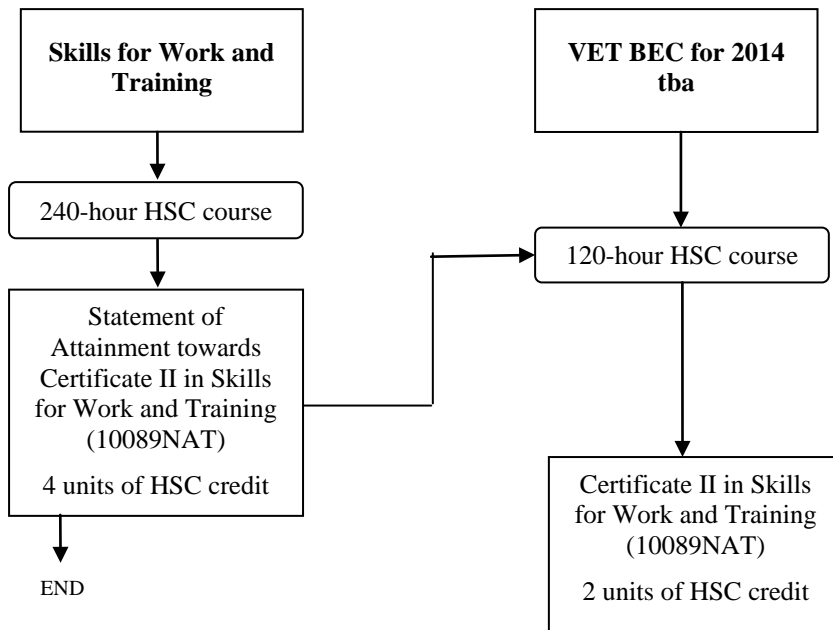 Skills for Work and
Training
240-hour HSC course
Statement of
Attainment towards
Certificate II in Skills
for Work and Training
(10089NAT)
4 units of HSC credit
END
VET BEC for 2014
tba
120-hour HSC course
Certificate II in Skills
for Work and Training
(10089NAT)
2 units of HSC credit